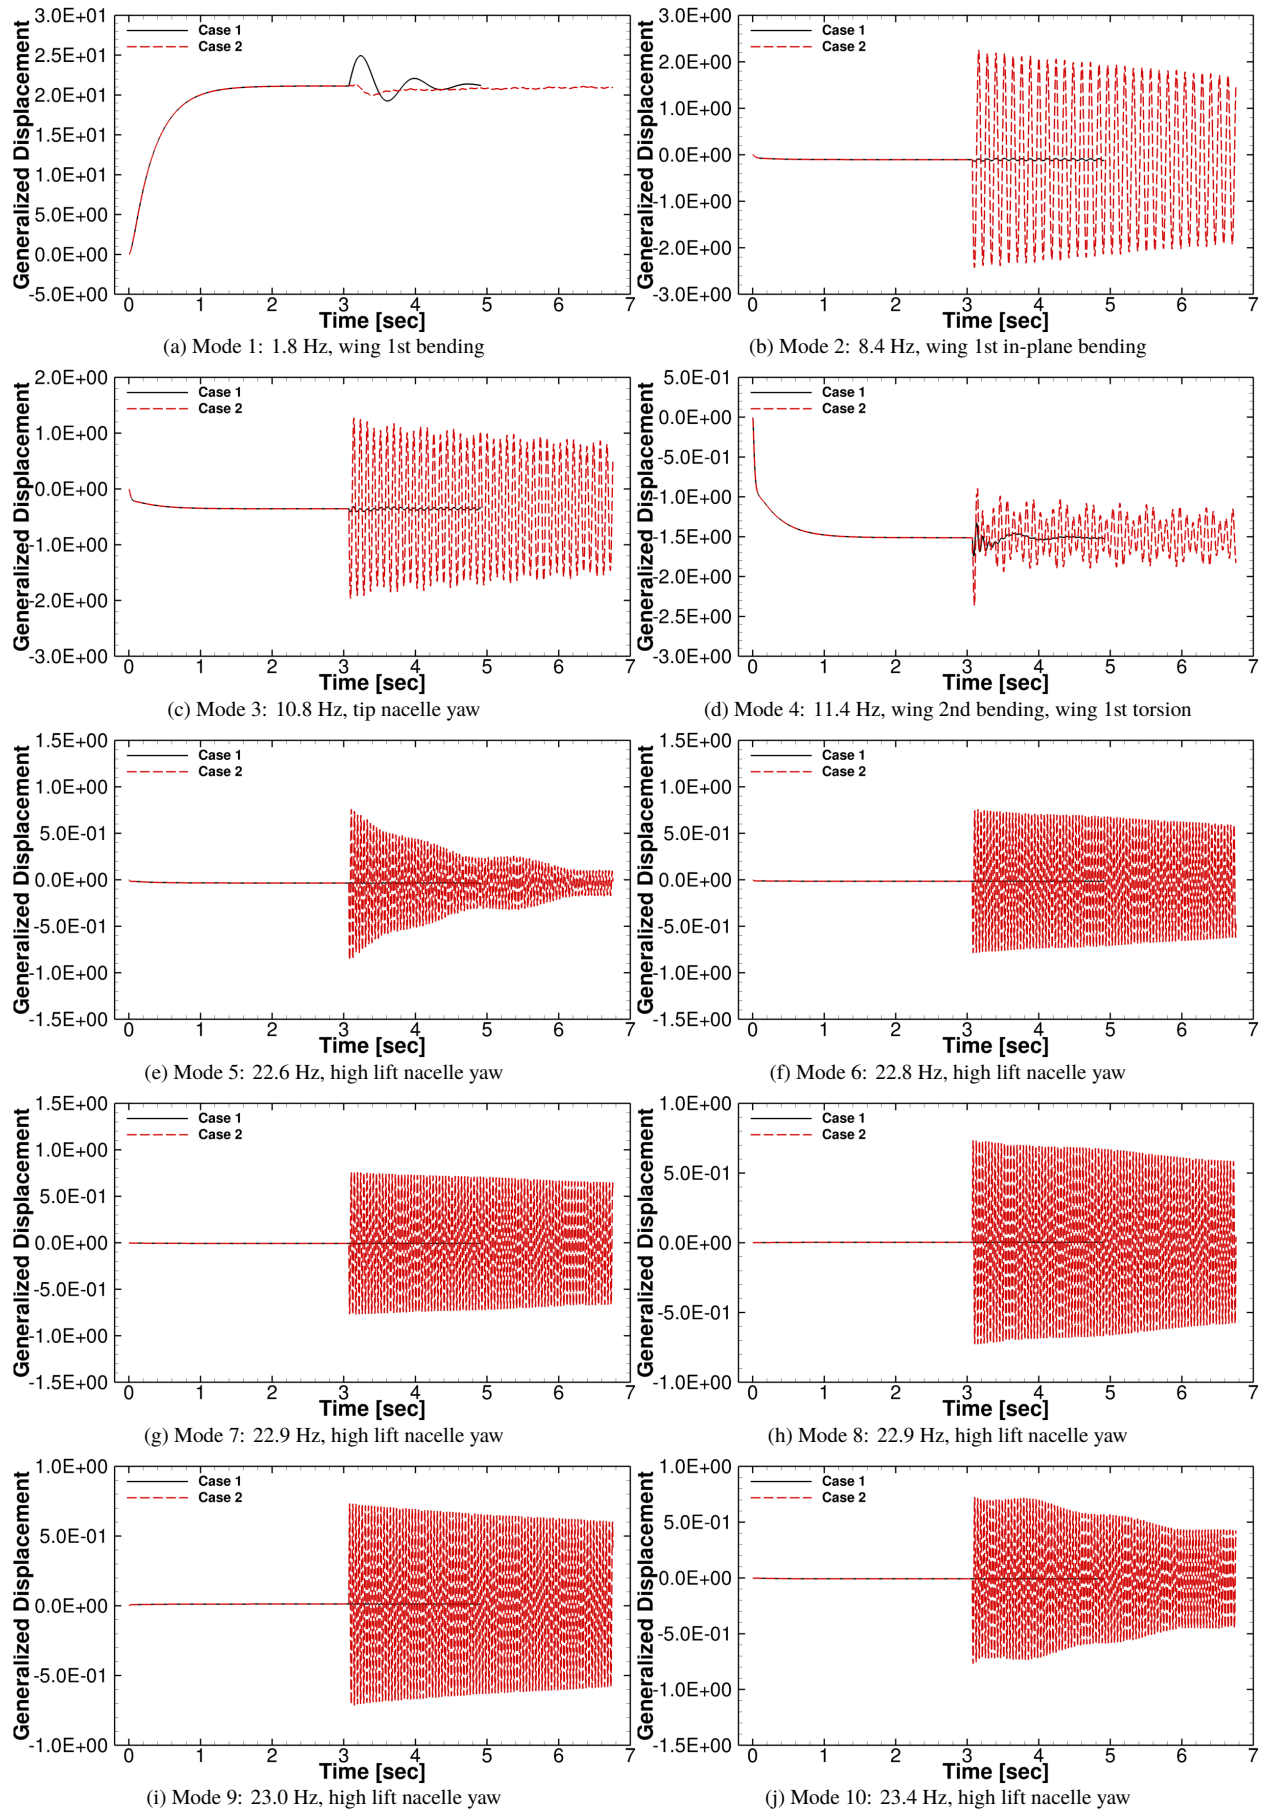 Generalized Displacement
3.0E+01
2.5E+01
2.0E+01
1.5E+01
1.0E+01
5.0E+00
0.0E+00
-5.0E+00
Case 1
Case 2
0 1 2 3 4 5 6 7
Time [sec]
(a) Mode 1: 1.8 Hz, wing 1st bending
Generalized Displacement
3.0E+00
2.0E+00
1.0E+00
0.0E+00
-1.0E+00
-2.0E+00
-3.0E+00
Case 1
Case 2
0 1 2 3 4 5 6 7
Time [sec]
(b) Mode 2: 8.4 Hz, wing 1st in-plane bending
Generalized Displacement
2.0E+00
1.0E+00
0.0E+00
-1.0E+00
-2.0E+00
-3.0E+00
Case 1
Case 2
0 1 2 3 4 5 6 7
Time [sec]
(c) Mode 3: 10.8 Hz, tip nacelle yaw
Generalized Displacement
5.0E-01
0.0E+00
-5.0E-01
-1.0E+00
-1.5E+00
-2.0E+00
-2.5E+00
-3.0E+00
Case 1
Case 2
0 1 2 3 4 5 6 7
Time [sec]
(d) Mode 4: 11.4 Hz, wing 2nd bending, wing 1st torsion
Generalized Displacement
1.5E+00
1.0E+00
5.0E-01
0.0E+00
-5.0E-01
-1.0E+00
-1.5E+00
Case 1
Case 2
0 1 2 3 4 5 6 7
Time [sec]
(e) Mode 5: 22.6 Hz, high lift nacelle yaw
Generalized Displacement
1.5E+00
1.0E+00
5.0E-01
0.0E+00
-5.0E-01
-1.0E+00
-1.5E+00
Case 1
Case 2
0 1 2 3 4 5 6 7
Time [sec]
(f) Mode 6: 22.8 Hz, high lift nacelle yaw
Generalized Displacement
1.5E+00
1.0E+00
5.0E-01
0.0E+00
-5.0E-01
-1.0E+00
-1.5E+00
Case 1
Case 2
0 1 2 3 4 5 6 7
Time [sec]
(g) Mode 7: 22.9 Hz, high lift nacelle yaw
Generalized Displacement
1.0E+00
5.0E-01
0.0E+00
-5.0E-01
-1.0E+00
Case 1
Case 2
0 1 2 3 4 5 6 7
Time [sec]
(h) Mode 8: 22.9 Hz, high lift nacelle yaw
Generalized Displacement
1.0E+00
5.0E-01
0.0E+00
-5.0E-01
-1.0E+00
Case 1
Case 2
0 1 2 3 4 5 6 7
Time [sec]
(i) Mode 9: 23.0 Hz, high lift nacelle yaw
Generalized Displacement
1.0E+00
5.0E-01
0.0E+00
-5.0E-01
-1.0E+00
-1.5E+00
Case 1
Case 2
0 1 2 3 4 5 6 7
Time [sec]
(j) Mode 10: 23.4 Hz, high lift nacelle yaw